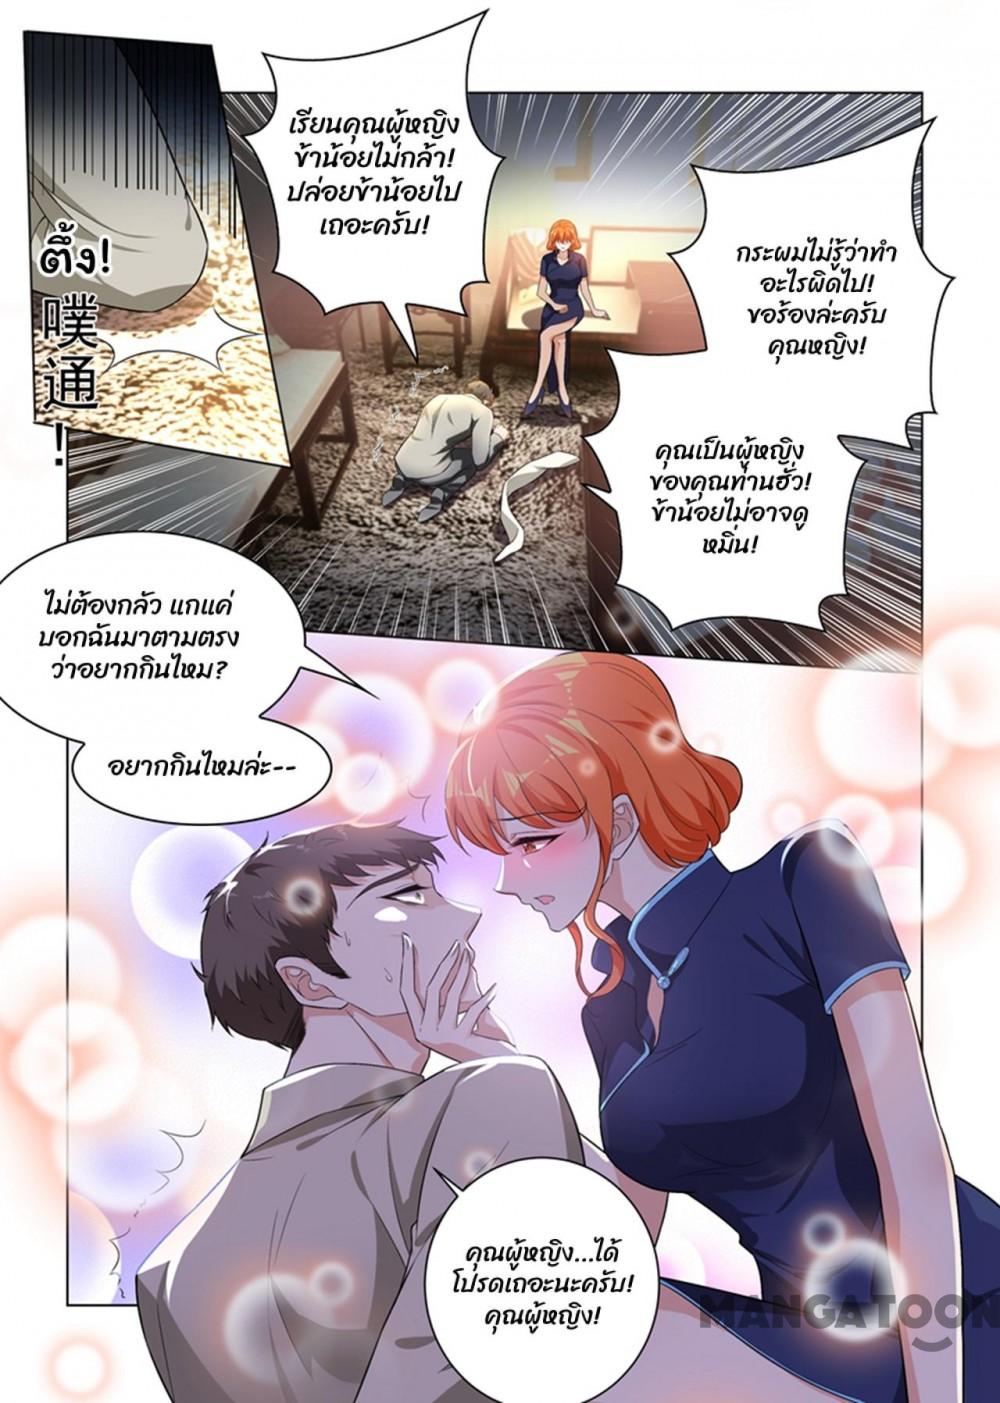 ตึ้ง!
噗通！
เรียนคุณผู้หญิง
ข้าน้อยไม่กล้า!
ปล่อยข้าน้อยไป
เถอะครับ!
กระผมไม่รู้ว่าทำ
อะไรผิดไป!
ขอร้องล่ะครับ
คุณหญิง!
คุณเป็นผู้หญิง
ของคุณท่านฮั่ว!
ข้าน้อยไม่อาจดู
หมิ่น!
ไม่ต้องกลัว แกแค่
บอกฉันมาตามตรง
ว่าอยากกินไหม?
อยากกินไหมล่ะ--
คุณผู้หญิง...ได้
โปรดเถอะนะครับ!
คุณผู้หญิง!
MANGATOON